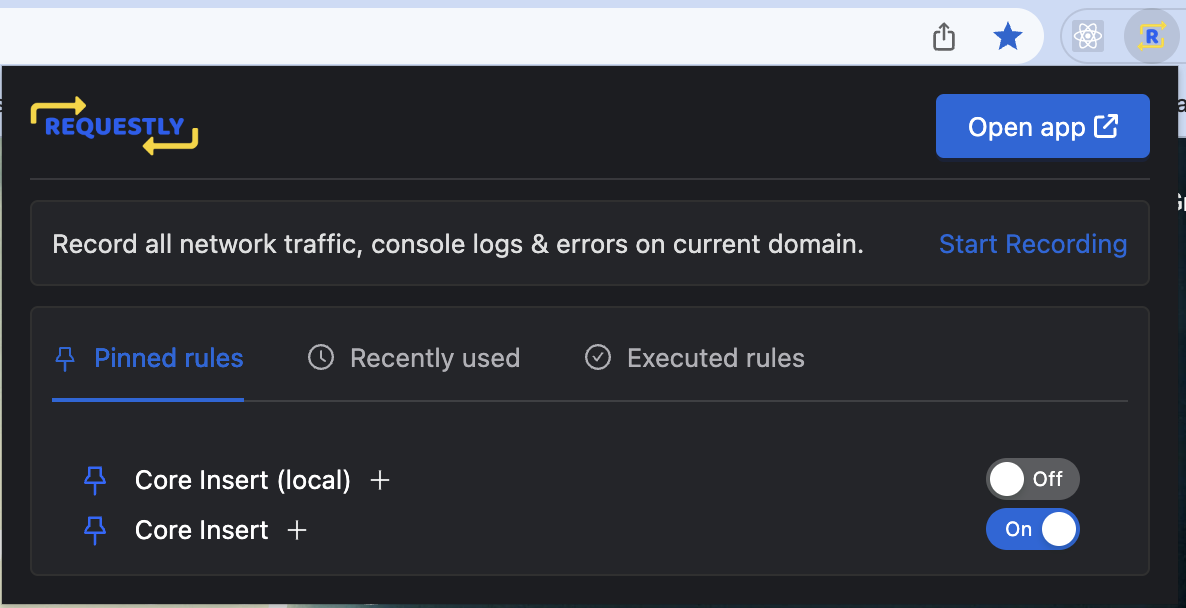 R
REQUESTLY
Open app
Record all network traffic, console logs & errors on current domain.
Start Recording
Pinned rules
Recently used
Executed rules
Core Insert (local) +
Off
Core Insert +
On